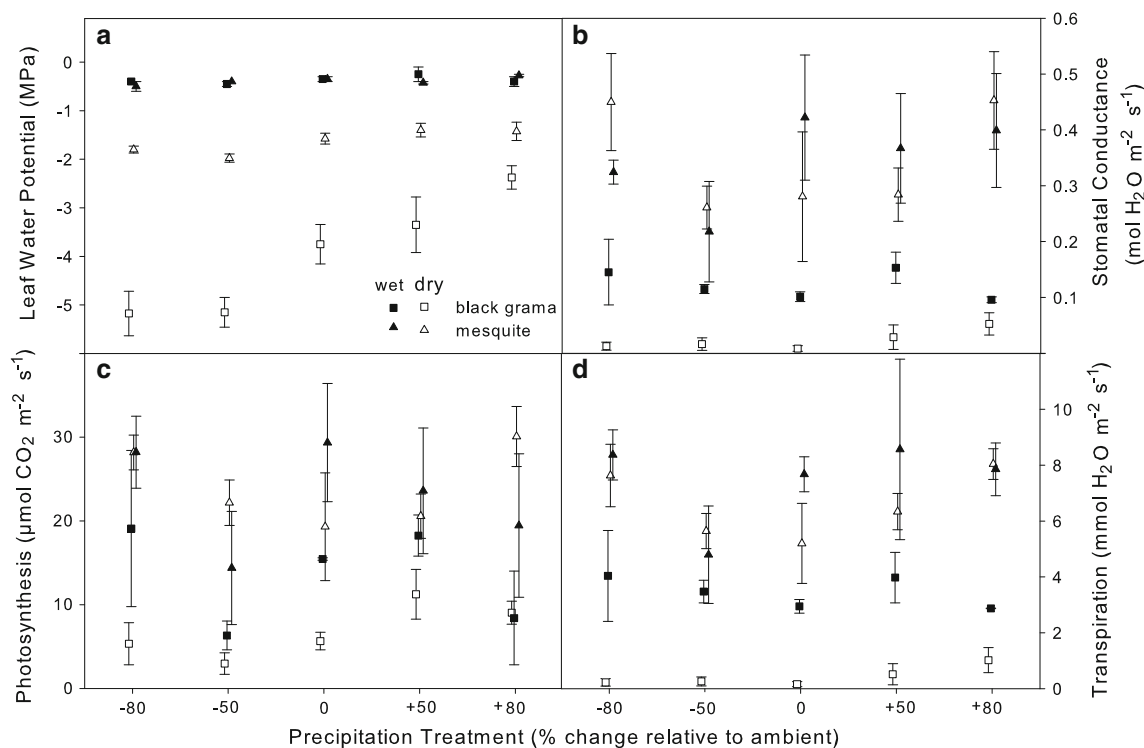 a
b
0.6
0
-1
-2
-3
-4
-5
Leaf Water Potential (MPa)
wet dry
black grama
mesquite
0.5
0.4
0.3
0.2
0.1
Stomatal Conductance
(mol H₂O m⁻² s⁻¹)
c
d
30
20
10
0
Photosynthesis (µmol CO₂ m⁻² s⁻¹)
10
8
6
4
2
0
Transpiration (mmol H₂O m⁻² s⁻¹)
-80 -50 0 +50 +80
-80 -50 0 +50 +80
Precipitation Treatment (% change relative to ambient)